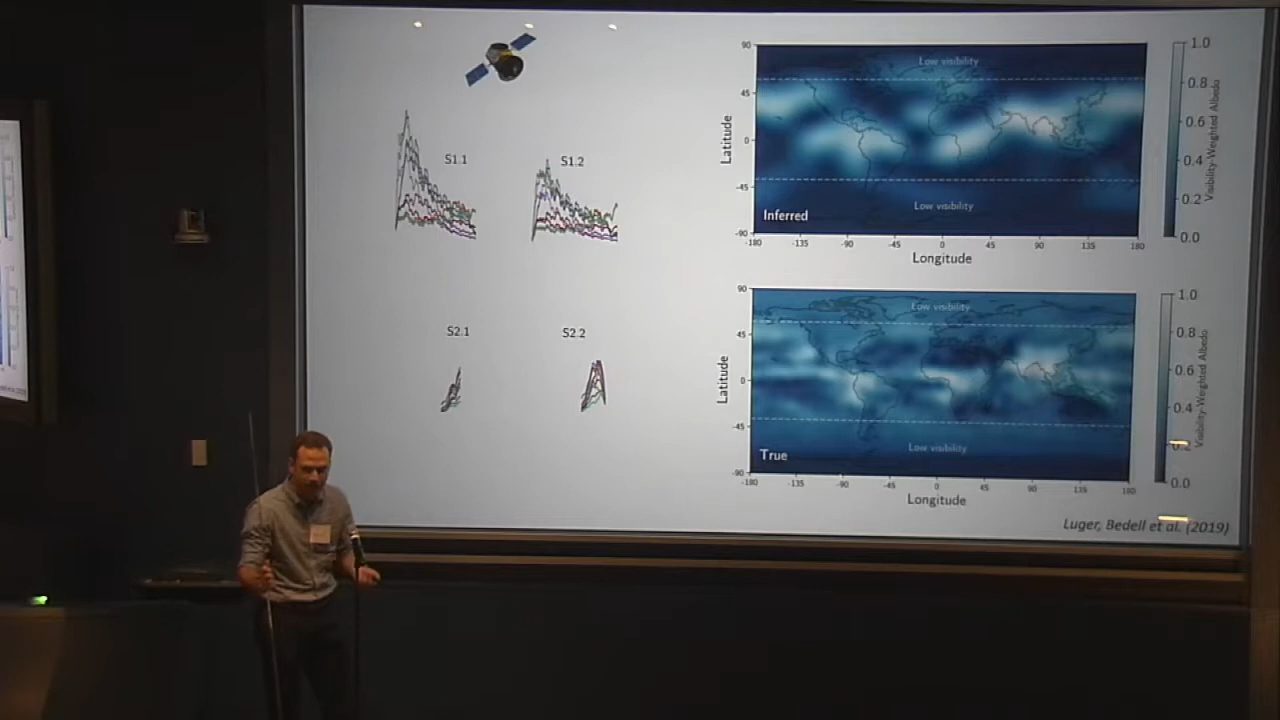 S1.1
S1.2
S2.1
S2.2
90
45
0
-45
-90
Latitude
Low visibility
Low visibility
Inferred
-180
-135
-90
-45
0
45
90
135
180
Longitude
1.0
0.8
0.6
0.4
0.2
0.0
Visibility-Weighted Albedo
90
45
0
-45
-90
Latitude
Low visibility
Low visibility
True
-180
-135
-90
-45
0
45
90
135
180
Longitude
1.0
0.8
0.6
0.4
0.2
0.0
Visibility-Weighted Albedo
Luger, Bedell et al. (2019)